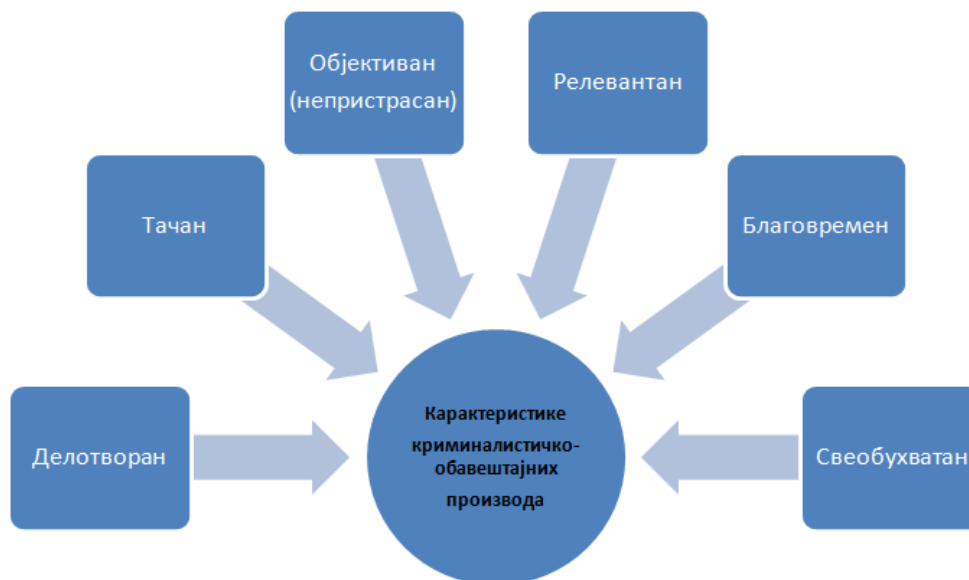 Објективан
(непристрасан)
Релевантан
Тачан
Благовремен
Делотворан
Карактеристике
криминалистичко-
обавештајних
производа
Свеобухватан